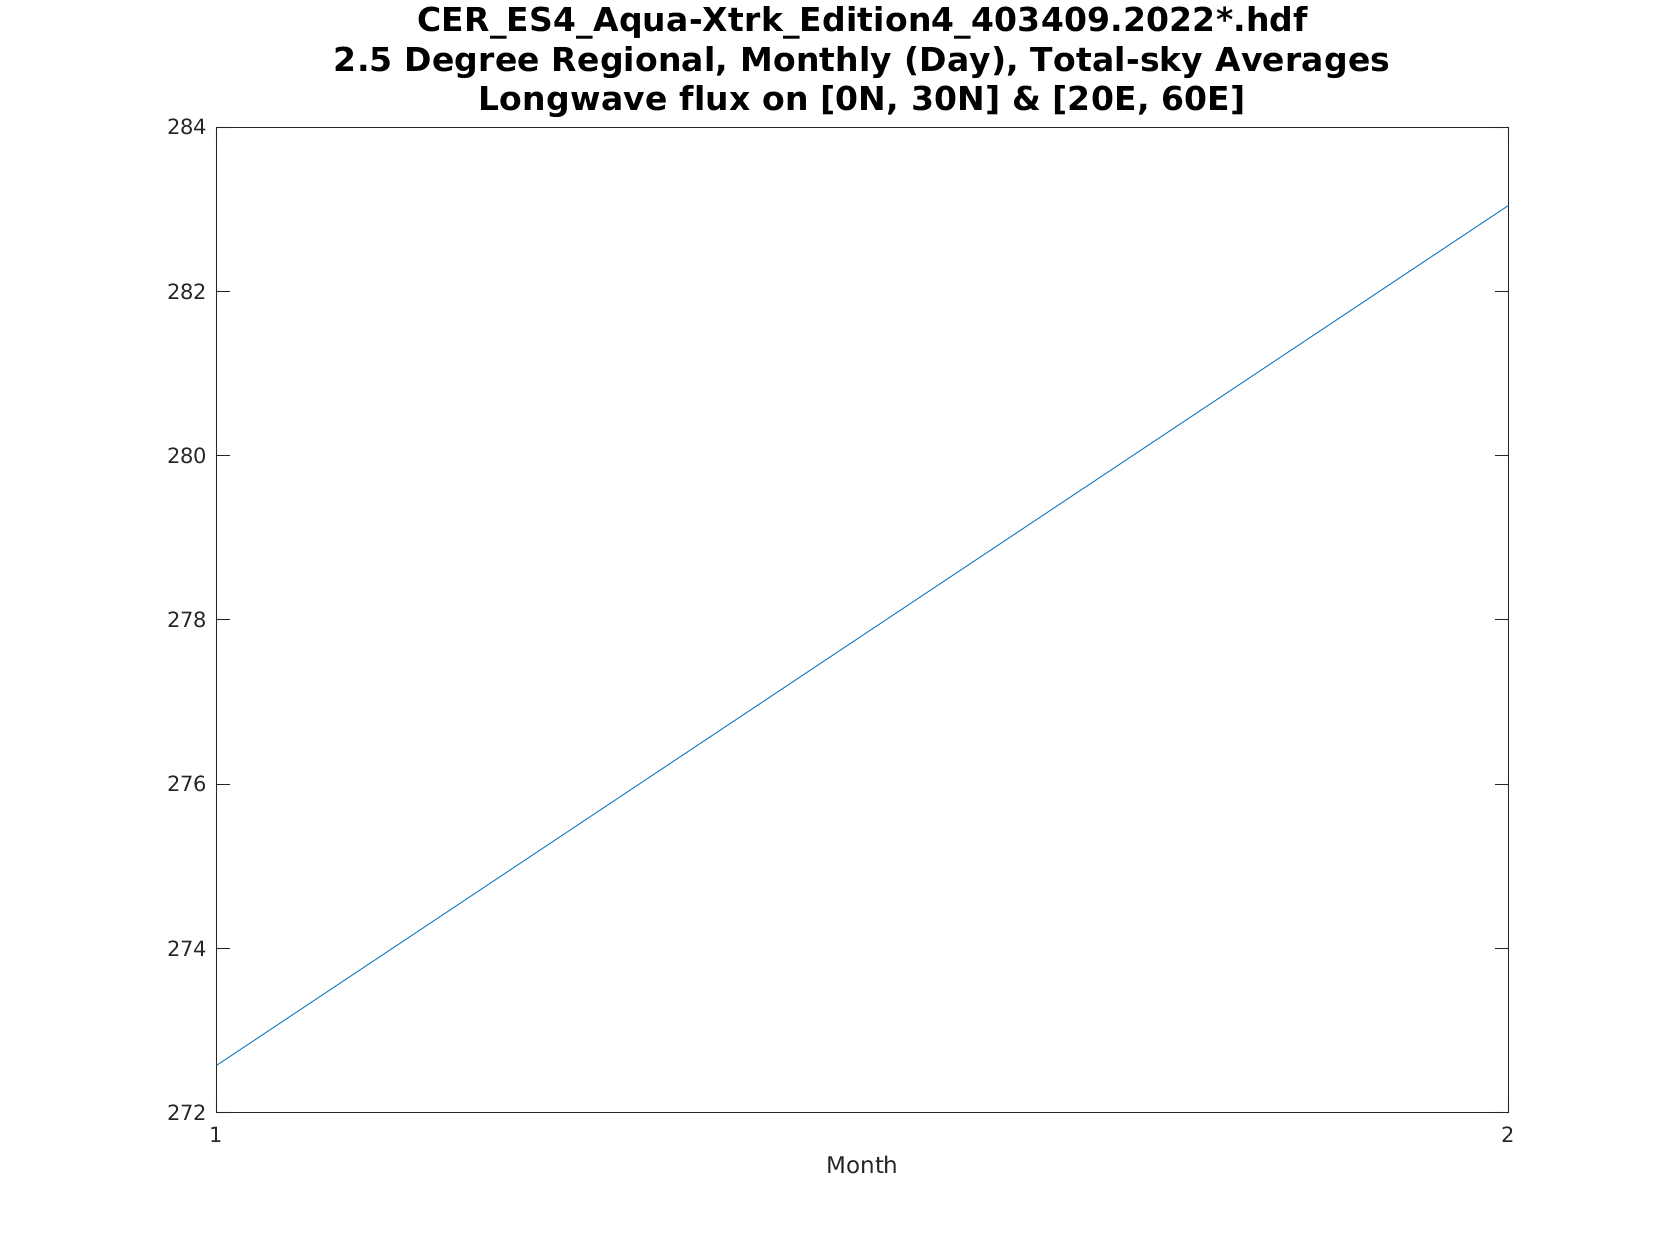 CER_ES4_Aqua-Xtrk_Edition4_403409.2022*.hdf
2.5 Degree Regional, Monthly (Day), Total-sky Averages
Longwave flux on [0N, 30N] & [20E, 60E]
284
282
280
278
276
274
272
1 2
Month